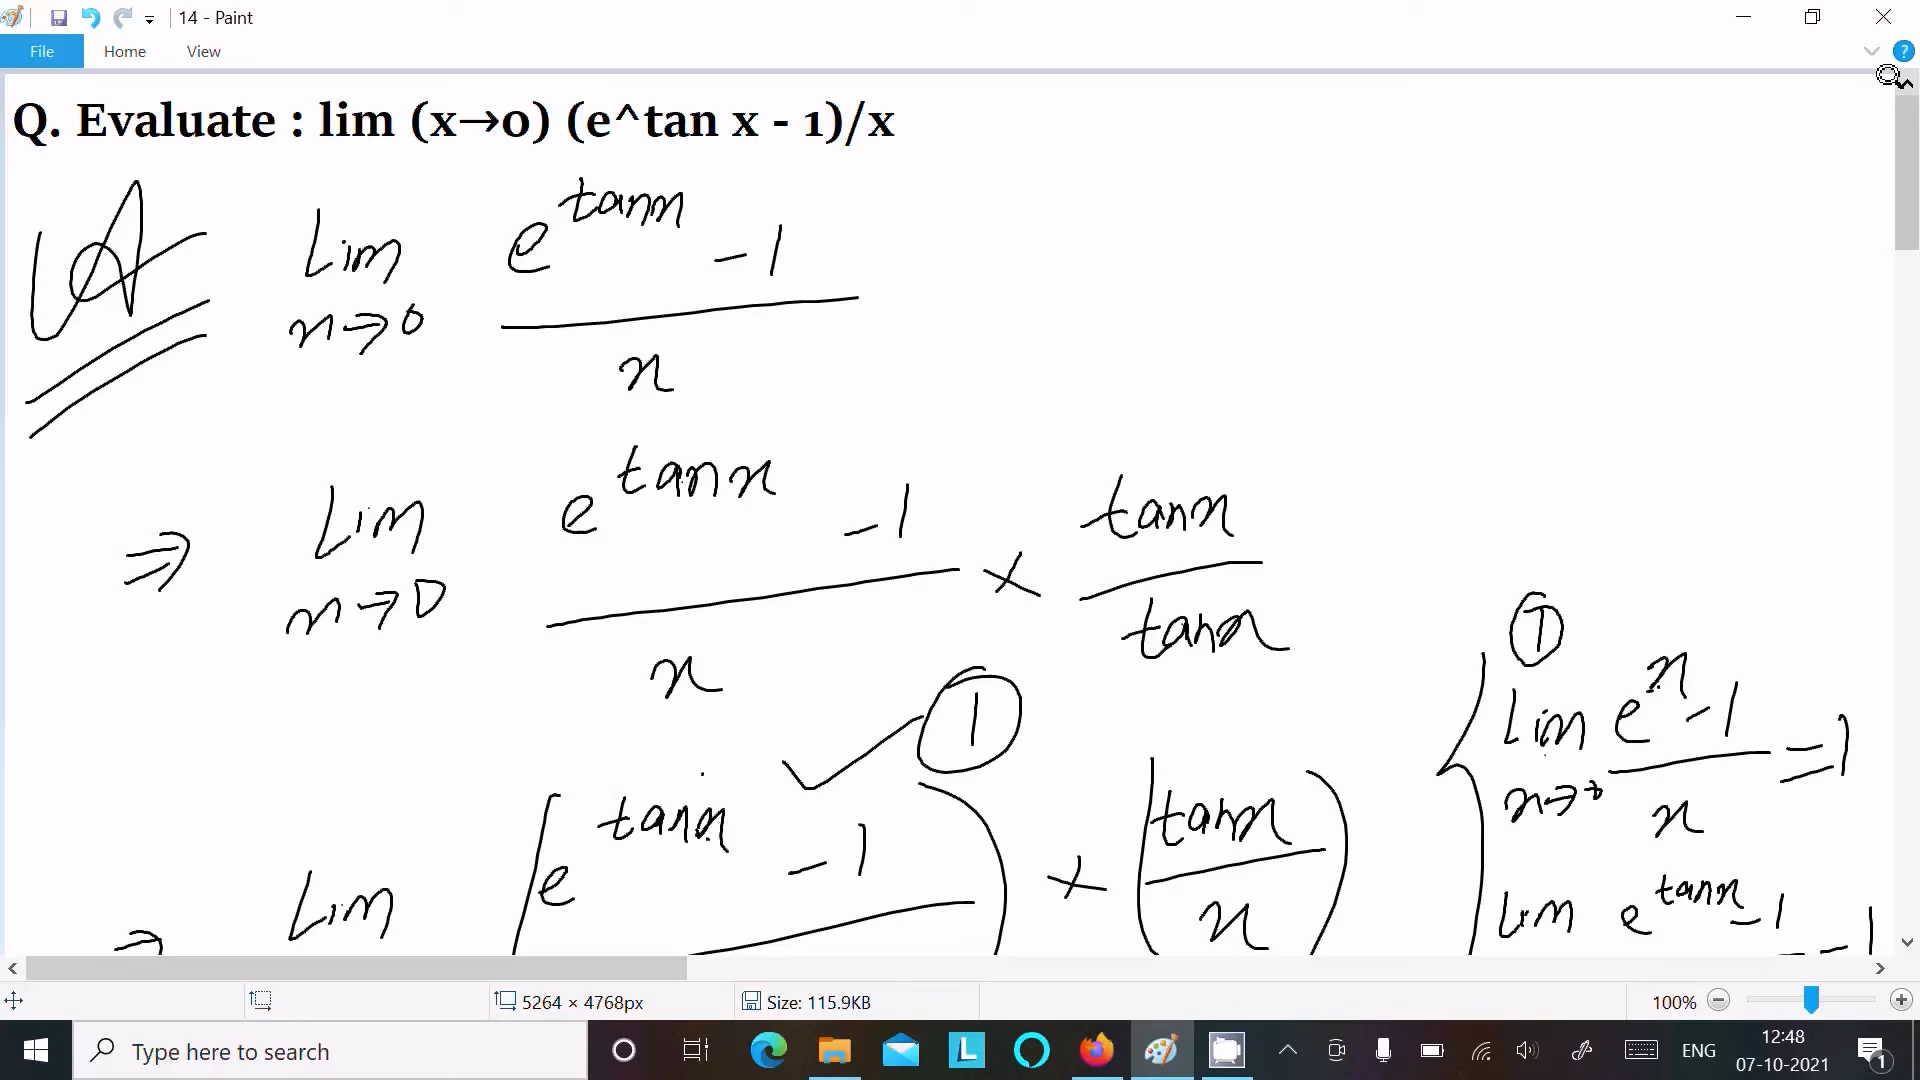 14 - Paint
File Home View
Q. Evaluate : lim (x→0) (e^tan x - 1)/x
A
Lim x→0 (e^tanx - 1)/x
⇒ Lim x→0 (e^tanx - 1)/x × tanx/tanx
1
⇒ Lim [e^tanx - 1 × (tanx/x)
1
Lim x→0 (e^x - 1)/x = 1
Lim e^tanx - 1
5264 × 4768px
Size: 115.9KB
100%
Type here to search
L
ENG
12:48
07-10-2021
1